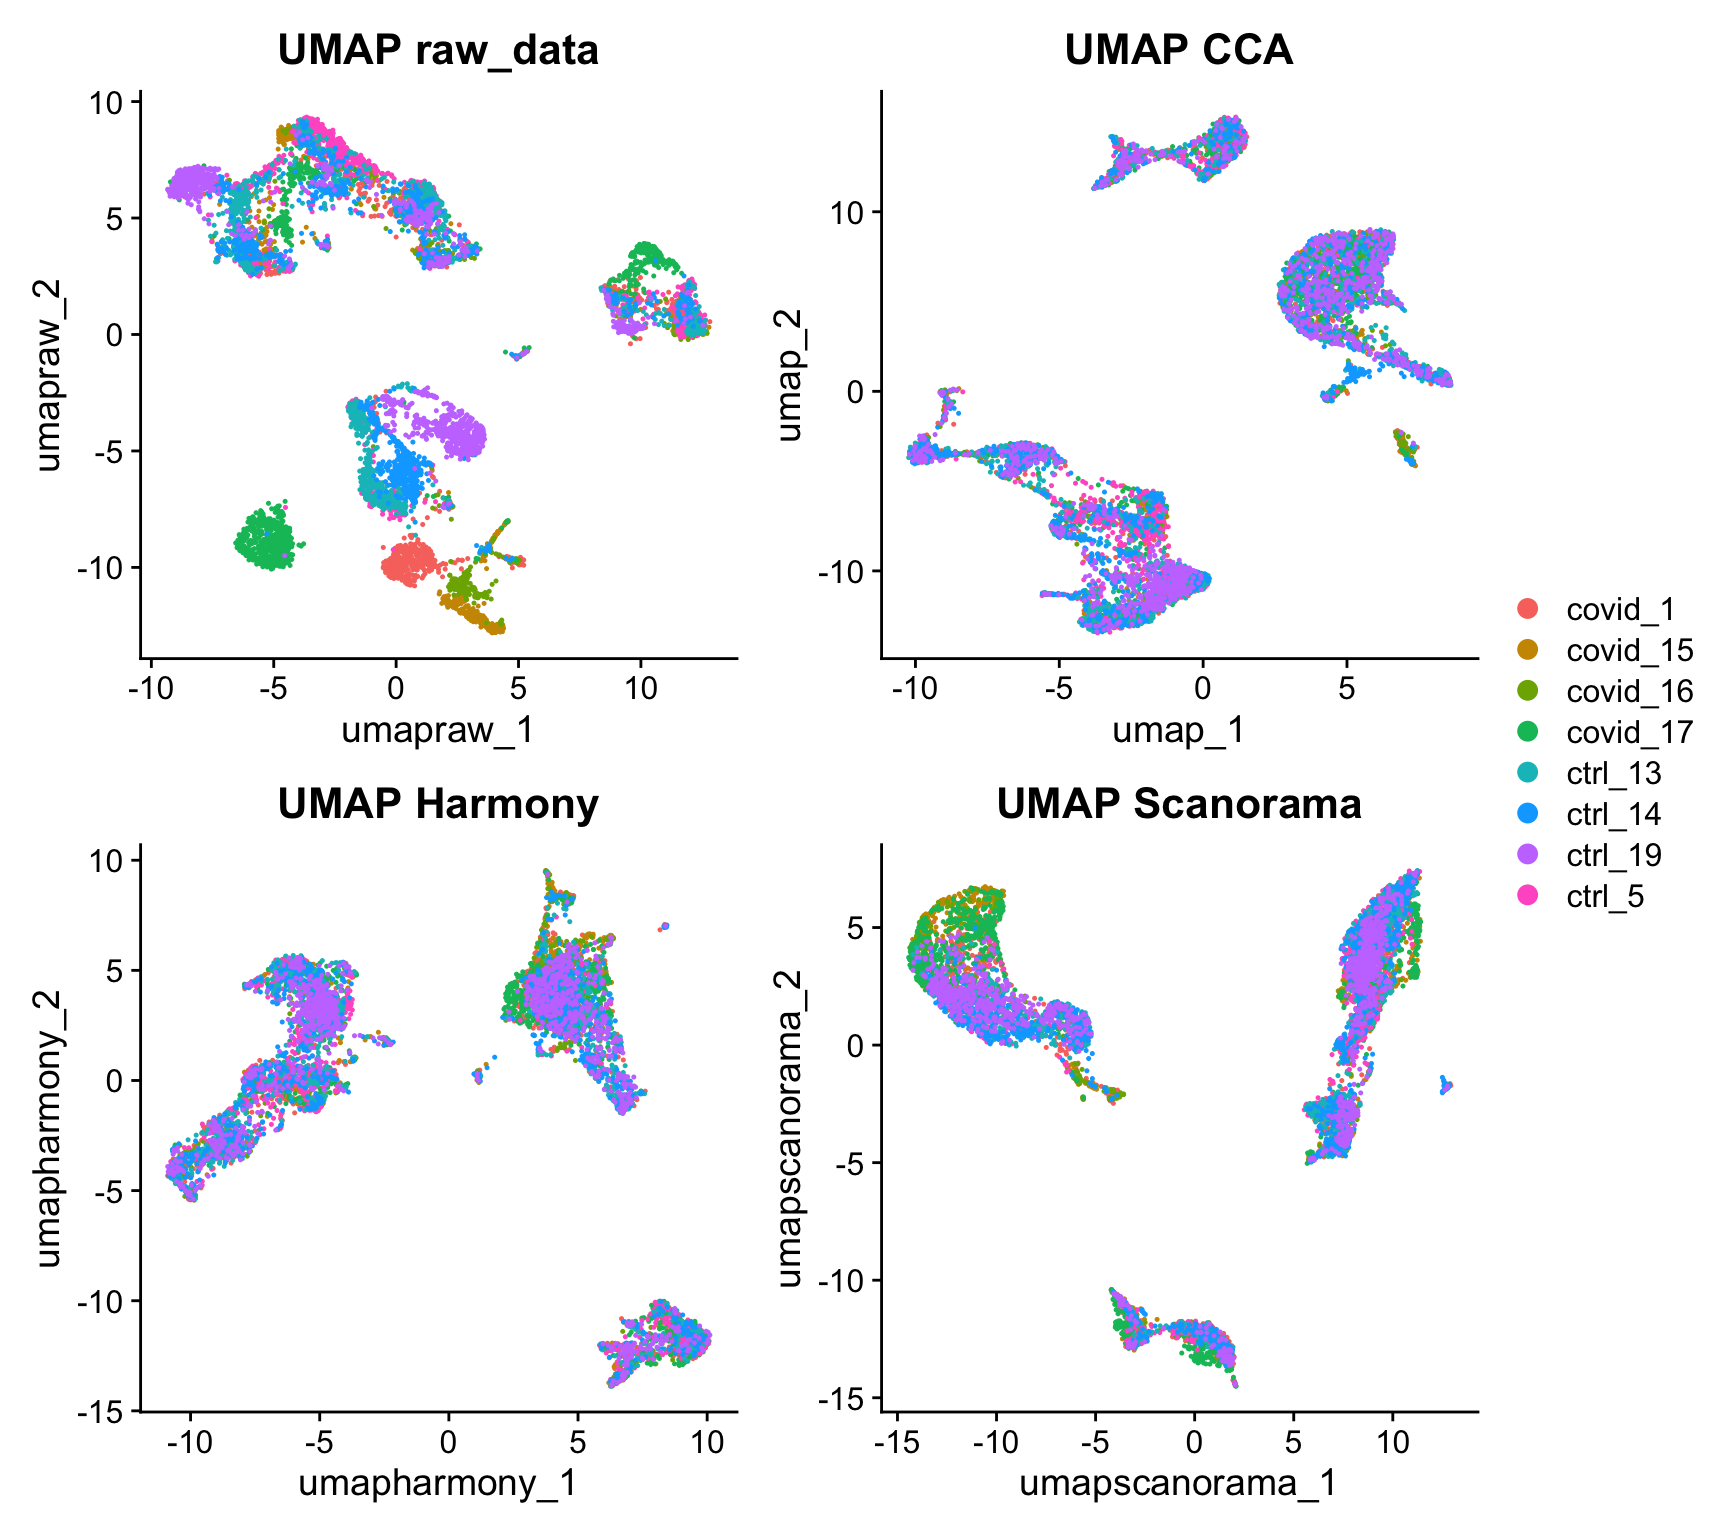 UMAP raw_data
10
5
0
-5
-10
umapraw_2
-10 -5 0 5 10
umapraw_1
UMAP CCA
10
0
-10
umap_2
-10 -5 0 5
umap_1
UMAP Harmony
10
5
0
-5
-10
-15
umapharmony_2
-10 -5 0 5 10
umapharmony_1
UMAP Scanorama
5
0
-5
-10
-15
umapscanorama_2
-15 -10 -5 0 5 10
umapscanorama_1
covid_1
covid_15
covid_16
covid_17
ctrl_13
ctrl_14
ctrl_19
ctrl_5